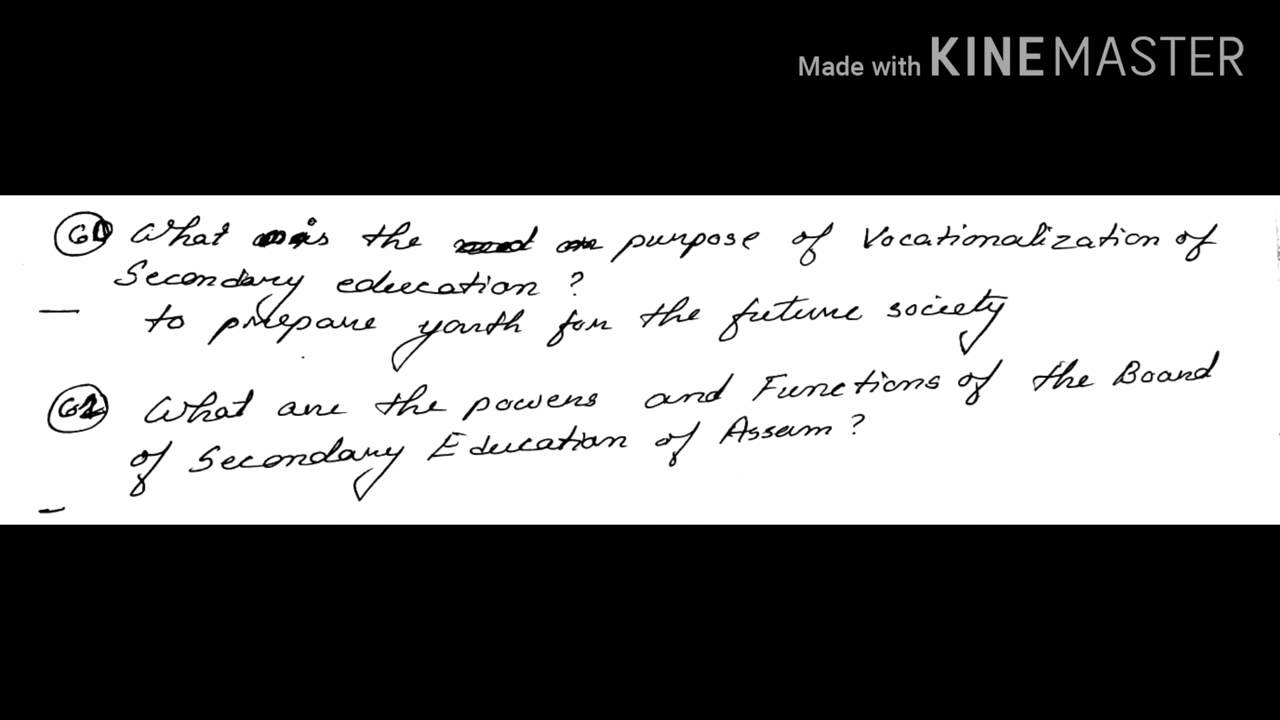 Made with KINEMASTER
61 What is the purpose of Vocationalization of
Secondary education ?
— to prepare youth for the future society
62 What are the powers and Functions of the Board
of Secondary Education of Assam ?
-